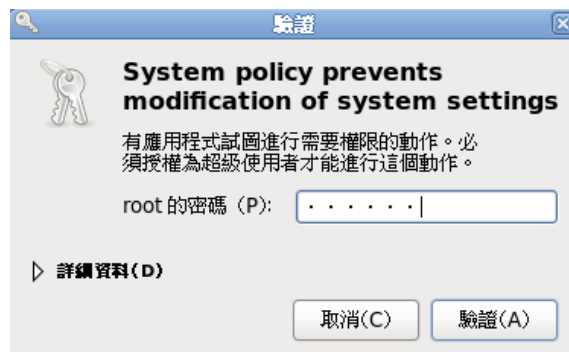 驗證
System policy prevents
modification of system settings
有應用程式試圖進行需要權限的動作。必
須授權為超級使用者才能進行這個動作。
root 的密碼 (P):
詳細資料(D)
取消(C)
驗證(A)